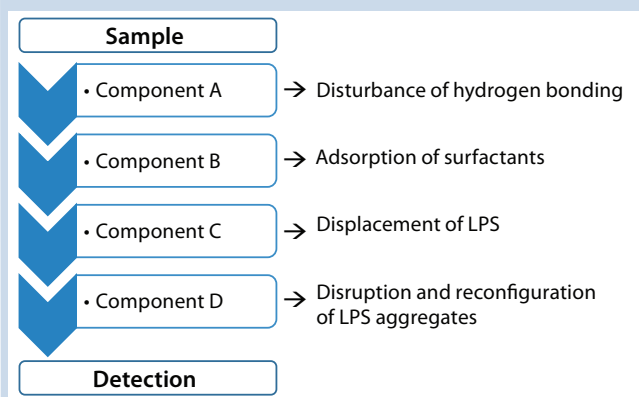 Sample
• Component A → Disturbance of hydrogen bonding
• Component B → Adsorption of surfactants
• Component C → Displacement of LPS
• Component D → Disruption and reconfiguration
of LPS aggregates
Detection